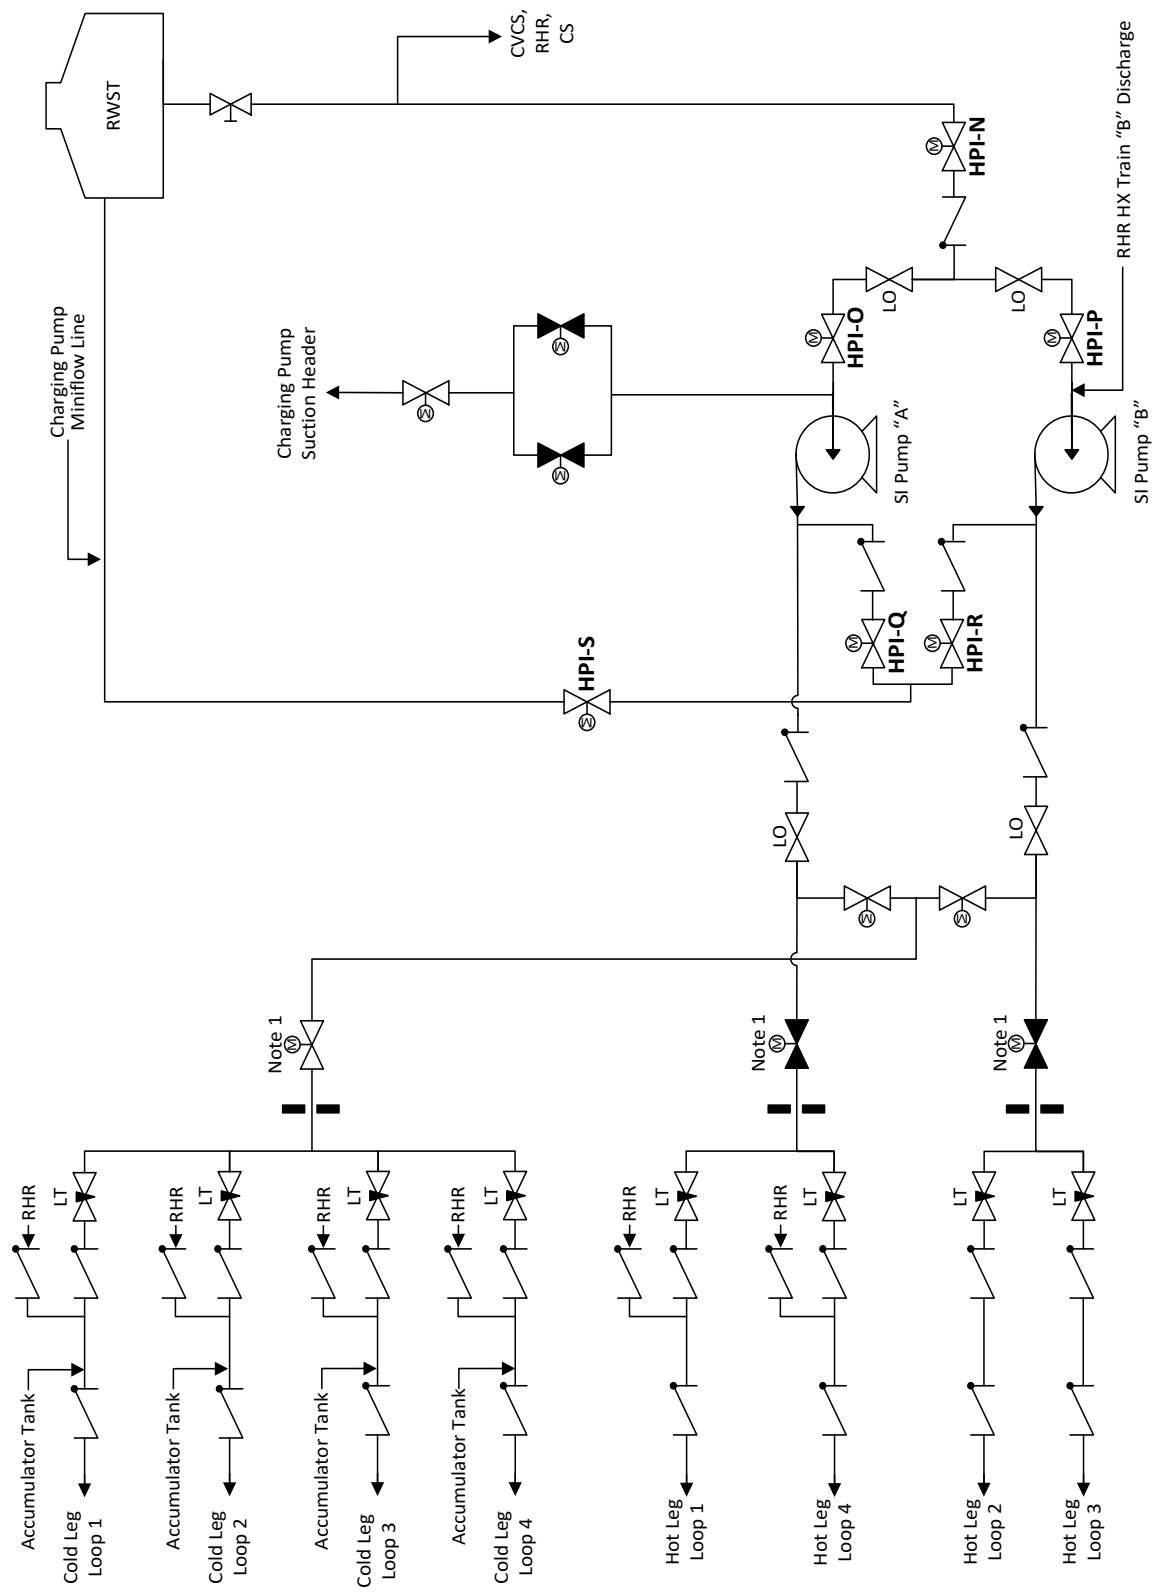 RWST
CVCS,
RHR,
CS
Charging Pump
Miniflow Line
Charging Pump
Suction Header
M
HPI-N
LO
LO
M
HPI-O
M
HPI-P
RHR HX Train “B” Discharge
M
M
M
SI Pump “A”
SI Pump “B”
M
HPI-Q
M
HPI-R
M
HPI-S
LO
LO
M
M
Note 1
M
Note 1
M
Note 1
M
LT
RHR
Accumulator Tank
Cold Leg
Loop 1
LT
RHR
Accumulator Tank
Cold Leg
Loop 2
LT
RHR
Accumulator Tank
Cold Leg
Loop 3
LT
RHR
Accumulator Tank
Cold Leg
Loop 4
LT
RHR
Hot Leg
Loop 1
LT
RHR
Hot Leg
Loop 4
LT
Hot Leg
Loop 2
LT
Hot Leg
Loop 3